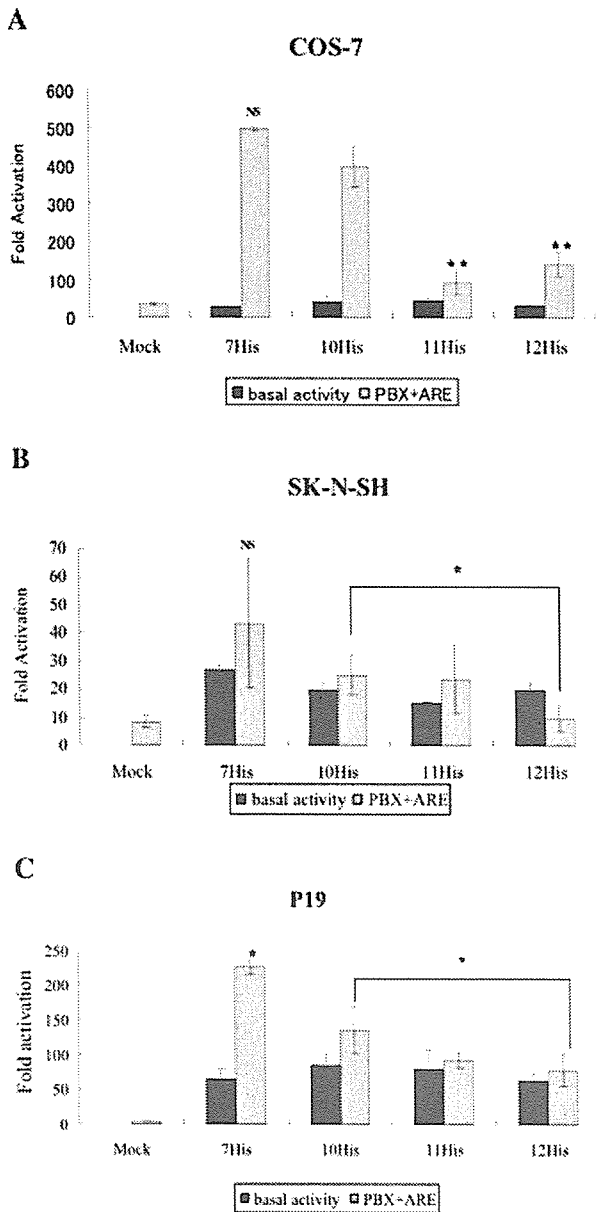 A
COS-7
Fold Activation
600
500
400
300
200
100
0
NS
**
**
Mock 7His 10His 11His 12His
basal activity PBX+ARE
B
SK-N-SH
Fold Activation
70
60
50
40
30
20
10
0
NS
*
Mock 7His 10His 11His 12His
basal activity PBX+ARE
C
P19
Fold activation
250
200
150
100
50
0
*
*
Mock 7His 10His 11His 12His
basal activity PBX+ARE